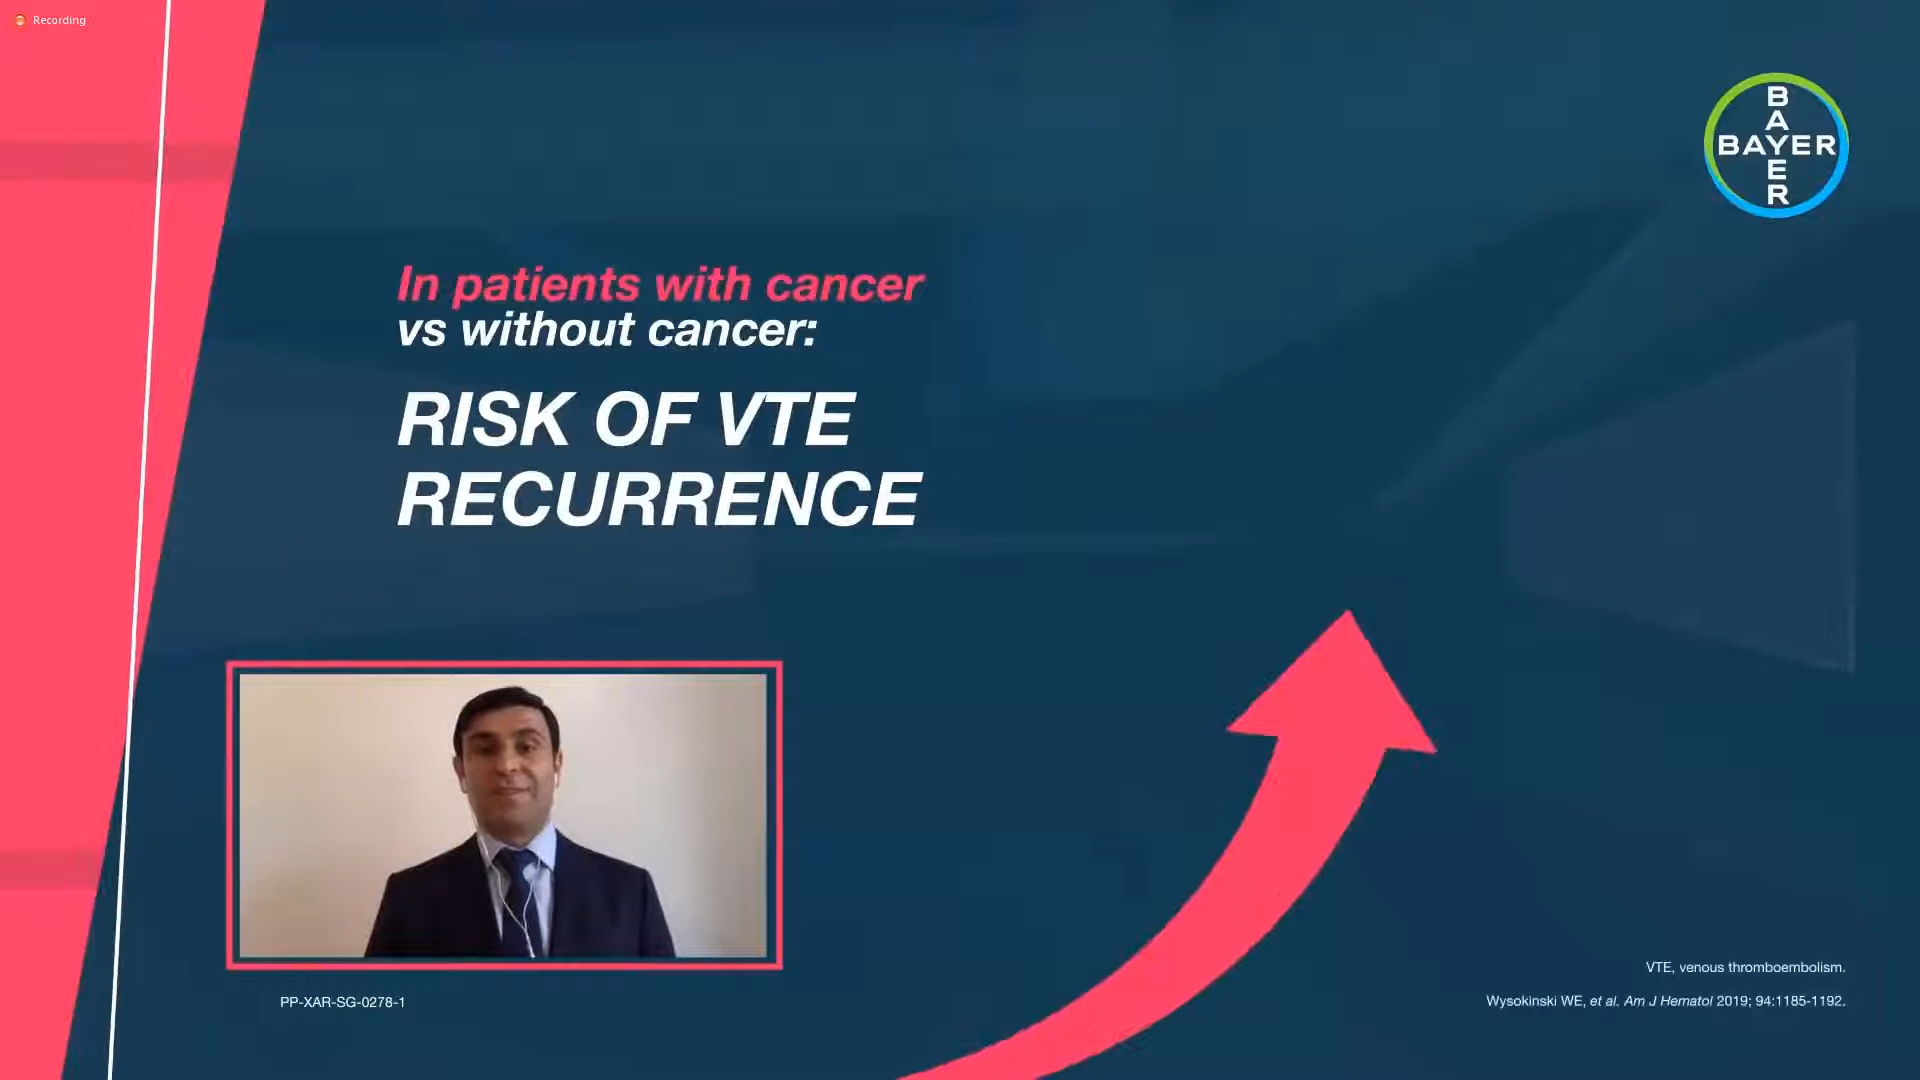 Recording
BAYER
BAYER
In patients with cancer
vs without cancer:
RISK OF VTE
RECURRENCE
PP-XAR-SG-0278-1
VTE, venous thromboembolism.
Wysokinski WE, et al. Am J Hematol 2019; 94:1185-1192.